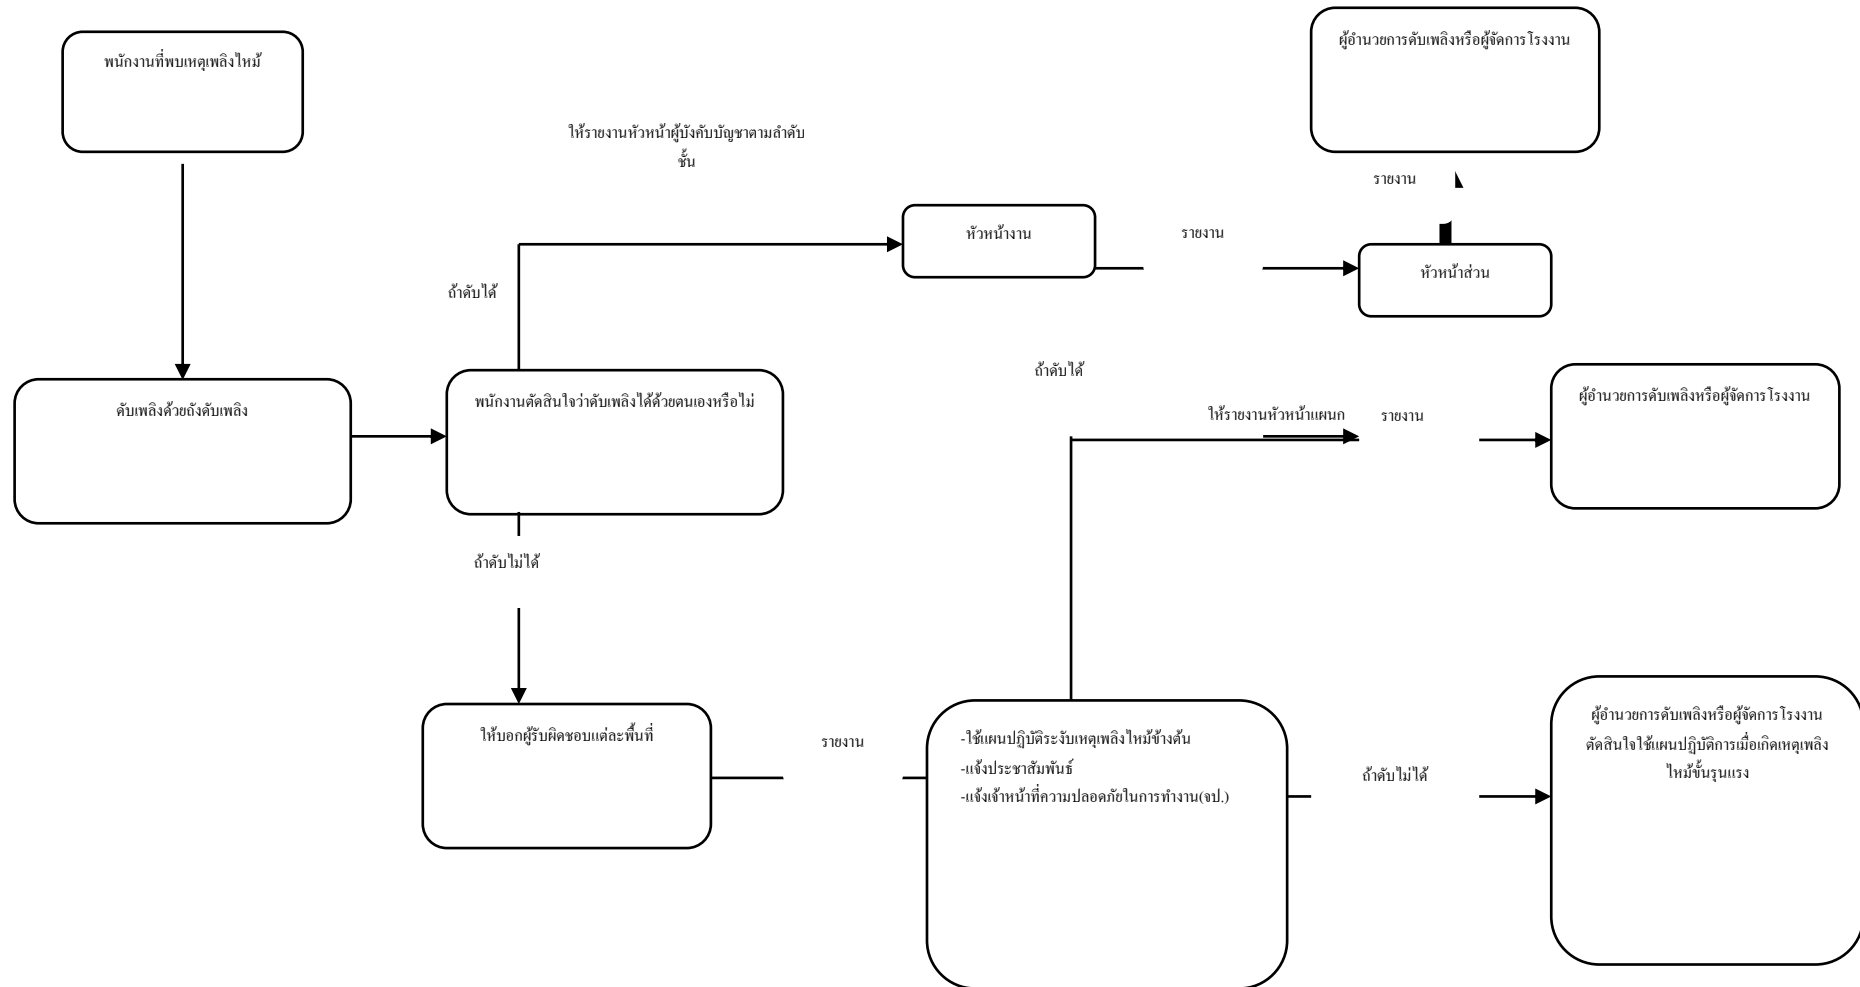 พนักงานที่พบเหตุเพลิงไหม้
ผู้อำนวยการดับเพลิงหรือผู้จัดการโรงงาน
ให้รายงานหัวหน้าผู้บังคับบัญชาตามลำดับ
ชั้น
รายงาน
หัวหน้างาน
รายงาน
หัวหน้าส่วน
ถ้าดับได้
ถ้าดับได้
ดับเพลิงด้วยถังดับเพลิง
พนักงานตัดสินใจว่าดับเพลิงได้ด้วยตนเองหรือไม่
ให้รายงานหัวหน้าแผนก
รายงาน
ผู้อำนวยการดับเพลิงหรือผู้จัดการโรงงาน
ถ้าดับไม่ได้
ให้บอกผู้รับผิดชอบแต่ละพื้นที่
รายงาน
-ใช้แผนปฏิบัติระงับเหตุเพลิงไหม้ข้างต้น
-แจ้งประชาสัมพันธ์
-แจ้งเจ้าหน้าที่ความปลอดภัยในการทำงาน(จป.)
ถ้าดับไม่ได้
ผู้อำนวยการดับเพลิงหรือผู้จัดการโรงงาน
ตัดสินใจใช้แผนปฏิบัติการเมื่อเกิดเหตุเพลิง
ไหม้ขั้นรุนแรง